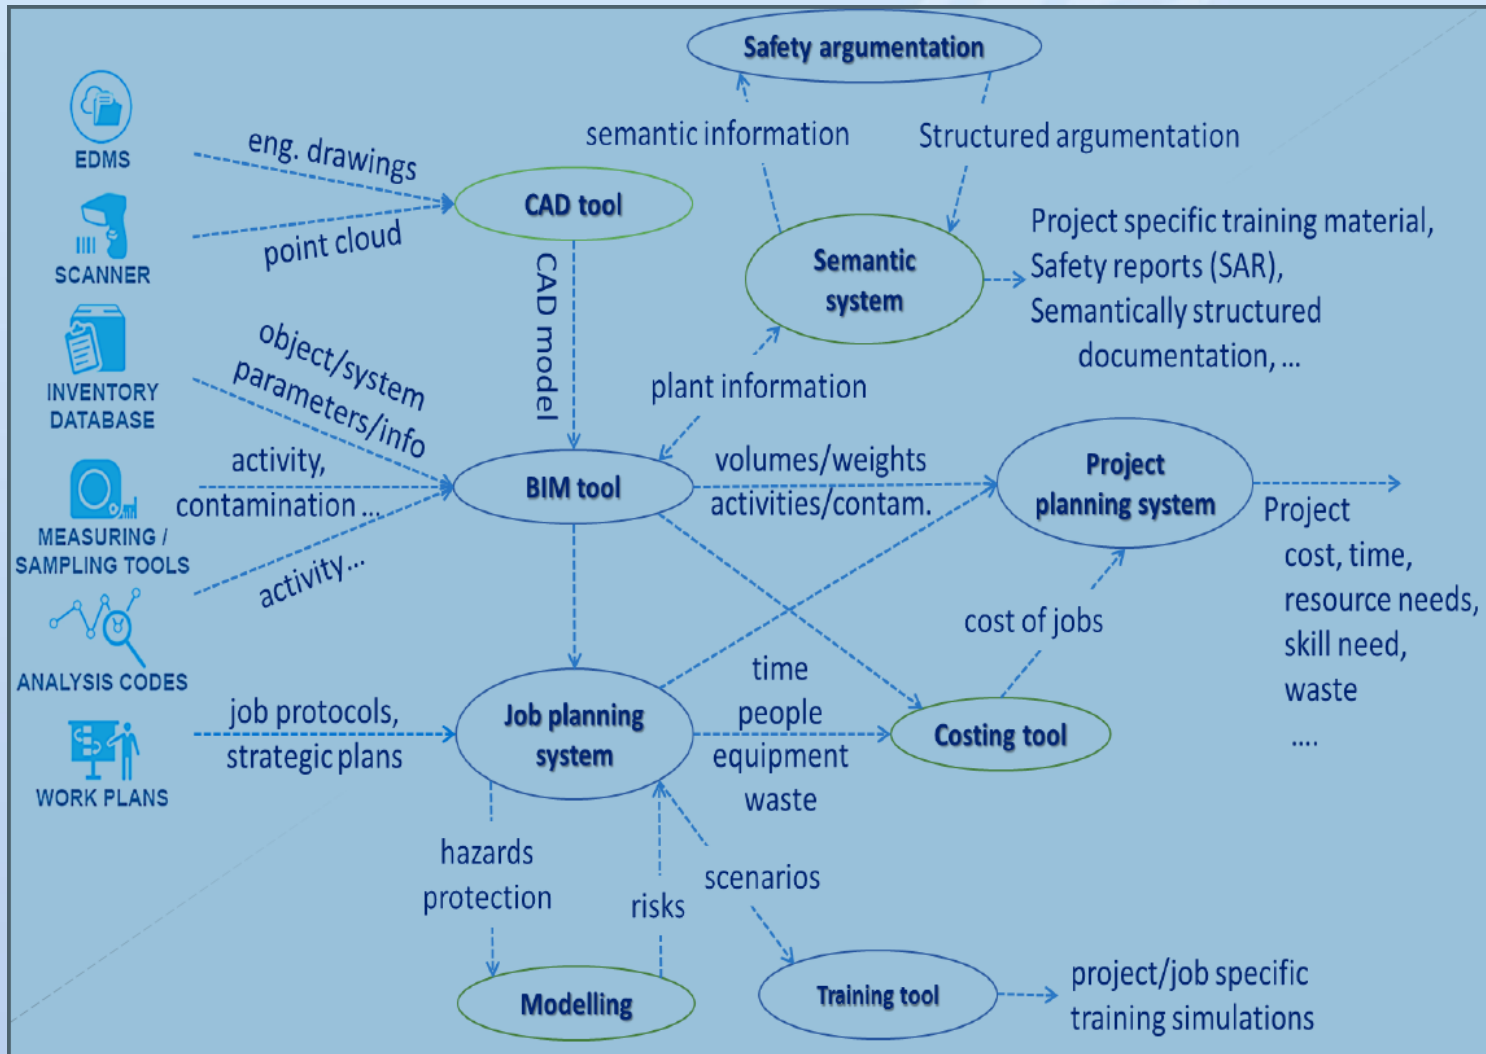 Safety argumentation
EDMS
eng. drawings
semantic information
Structured argumentation
CAD tool
SCANNER
point cloud
CAD model
Semantic
system
Project specific training material,
Safety reports (SAR),
Semantically structured
documentation, ...
INVENTORY
DATABASE
object/system
parameters/info
plant information
activity,
contamination ...
BIM tool
volumes/weights
activities/contam.
Project
planning system
MEASURING /
SAMPLING TOOLS
activity...
Project
cost, time,
resource needs,
skill need,
waste
....
cost of jobs
ANALYSIS CODES
job protocols,
strategic plans
Job planning
system
time
people
equipment
waste
Costing tool
WORK PLANS
hazards
protection
risks
scenarios
Modelling
Training tool
project/job specific
training simulations